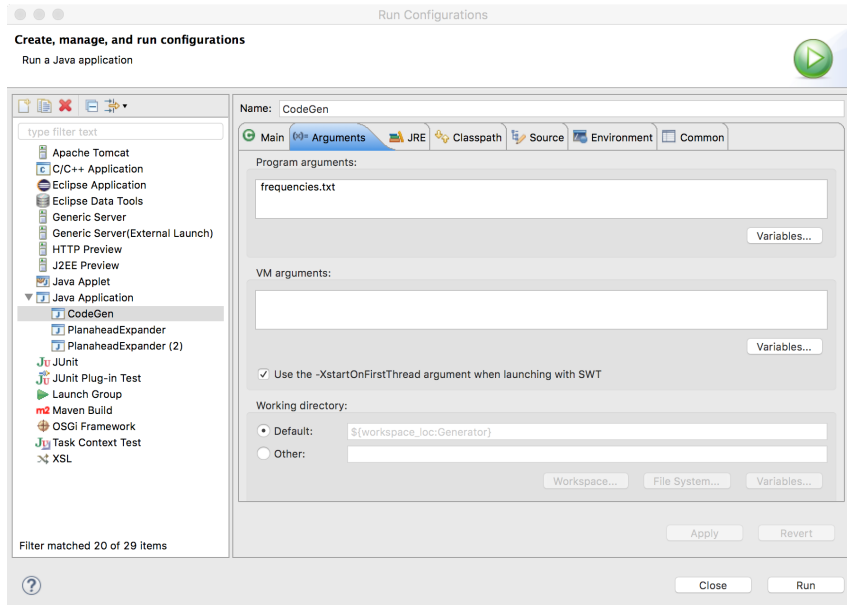 Run Configurations
Create, manage, and run configurations
Run a Java application
type filter text
Apache Tomcat
C/C++ Application
Eclipse Application
Eclipse Data Tools
Generic Server
Generic Server(External Launch)
HTTP Preview
J2EE Preview
Java Applet
Java Application
CodeGen
PlanaheadExpander
PlanaheadExpander (2)
JUnit
JUnit Plug-in Test
Launch Group
m2 Maven Build
OSGi Framework
Task Context Test
XSL
Filter matched 20 of 29 items
Name: CodeGen
Main (x)= Arguments JRE Classpath Source Environment Common
Program arguments:
frequencies.txt
Variables...
VM arguments:
Variables...
Use the -XstartOnFirstThread argument when launching with SWT
Working directory:
Default: ${workspace_loc:Generator}
Other:
Workspace... File System... Variables...
Apply Revert
? Close Run